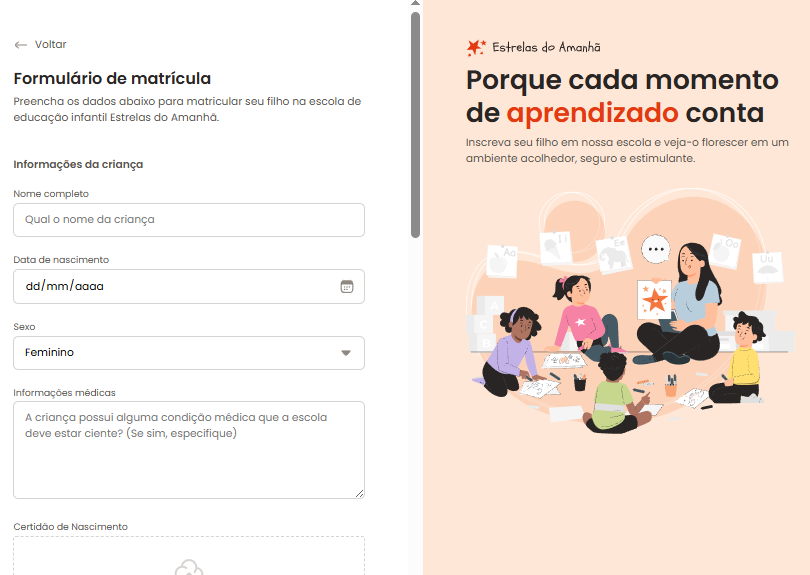 Voltar
Formulário de matrícula
Preencha os dados abaixo para matricular seu filho na escola de
educação infantil Estrelas do Amanhã.
Informações da criança
Nome completo
Qual o nome da criança
Data de nascimento
dd/mm/aaaa
Sexo
Feminino
Informações médicas
A criança possui alguma condição médica que a escola
deve estar ciente? (Se sim, especifique)
Certidão de Nascimento
Estrelas do Amanhã
Porque cada momento
de aprendizado conta
Inscreva seu filho em nossa escola e veja-o florescer em um
ambiente acolhedor, seguro e estimulante.
Aa
Ii
Ee
Oo
Uu
A
C
B